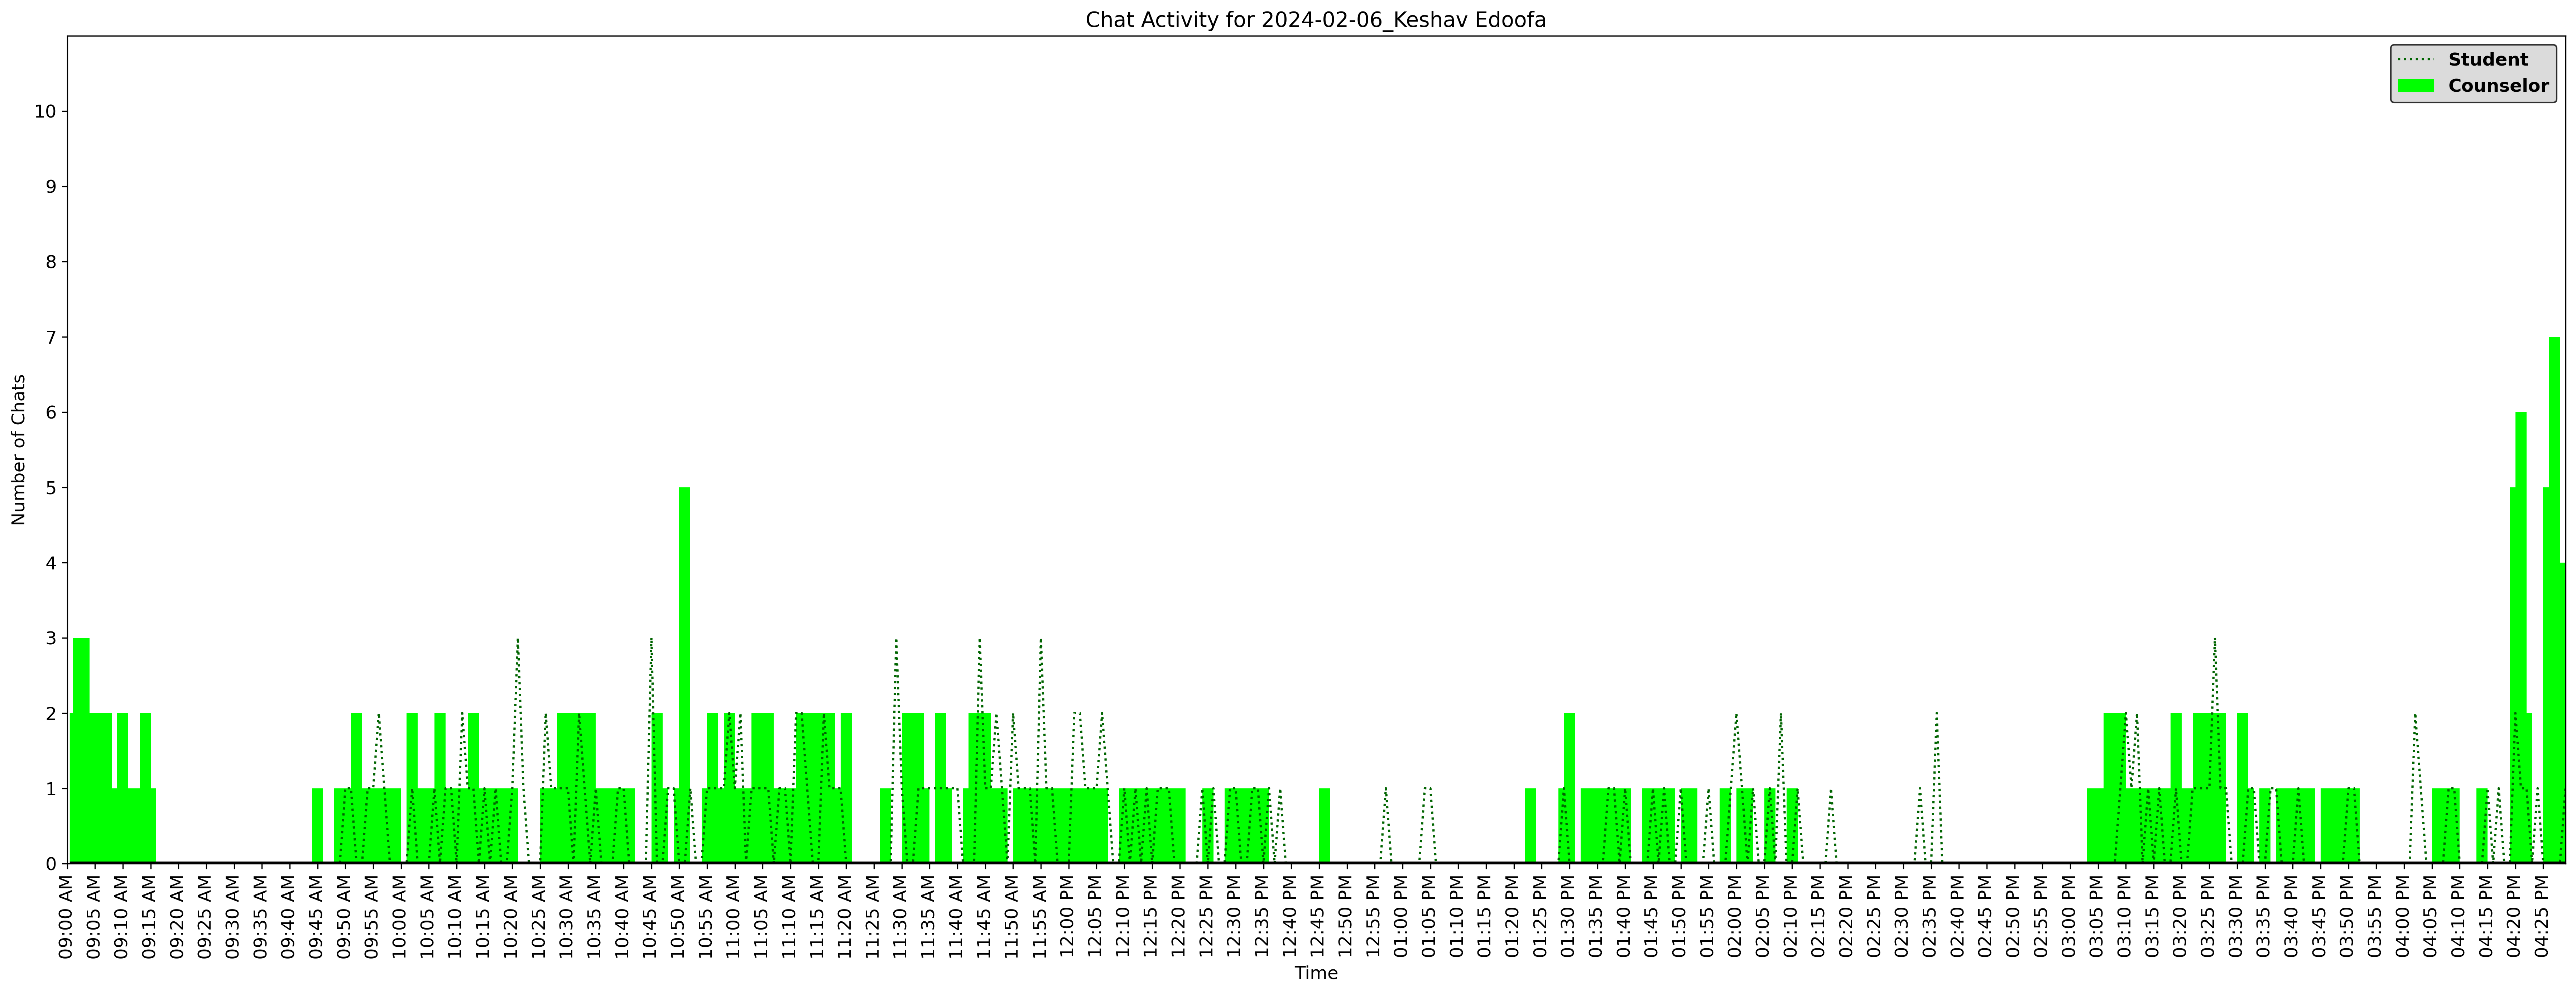 Chat Activity for 2024-02-06_Keshav Edoofa
Student
Counselor
Number of Chats
10
9
8
7
6
5
4
3
2
1
0
09:00 AM
09:05 AM
09:10 AM
09:15 AM
09:20 AM
09:25 AM
09:30 AM
09:35 AM
09:40 AM
09:45 AM
09:50 AM
09:55 AM
10:00 AM
10:05 AM
10:10 AM
10:15 AM
10:20 AM
10:25 AM
10:30 AM
10:35 AM
10:40 AM
10:45 AM
10:50 AM
10:55 AM
11:00 AM
11:05 AM
11:10 AM
11:15 AM
11:20 AM
11:25 AM
11:30 AM
11:35 AM
11:40 AM
11:45 AM
11:50 AM
11:55 AM
12:00 PM
12:05 PM
12:10 PM
12:15 PM
12:20 PM
12:25 PM
12:30 PM
12:35 PM
12:40 PM
12:45 PM
12:50 PM
12:55 PM
01:00 PM
01:05 PM
01:10 PM
01:15 PM
01:20 PM
01:25 PM
01:30 PM
01:35 PM
01:40 PM
01:45 PM
01:50 PM
01:55 PM
02:00 PM
02:05 PM
02:10 PM
02:15 PM
02:20 PM
02:25 PM
02:30 PM
02:35 PM
02:40 PM
02:45 PM
02:50 PM
02:55 PM
03:00 PM
03:05 PM
03:10 PM
03:15 PM
03:20 PM
03:25 PM
03:30 PM
03:35 PM
03:40 PM
03:45 PM
03:50 PM
03:55 PM
04:00 PM
04:05 PM
04:10 PM
04:15 PM
04:20 PM
04:25 PM
Time